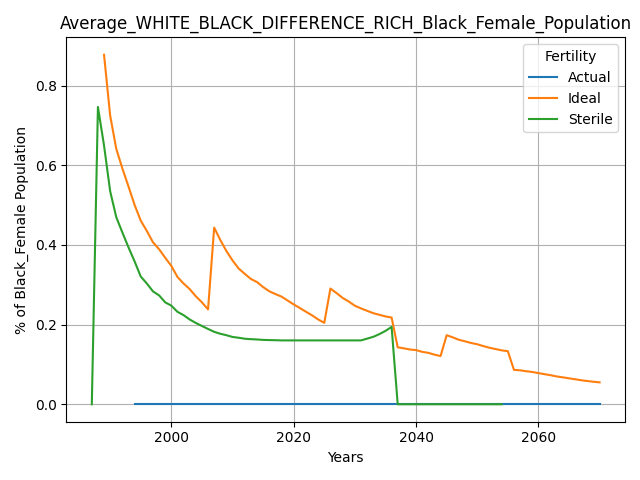 Average_WHITE_BLACK_DIFFERENCE_RICH_Black_Female_Population
% of Black_Female Population
0.8
0.6
0.4
0.2
0.0
2000
2020
2040
2060
Years
Fertility
Actual
Ideal
Sterile